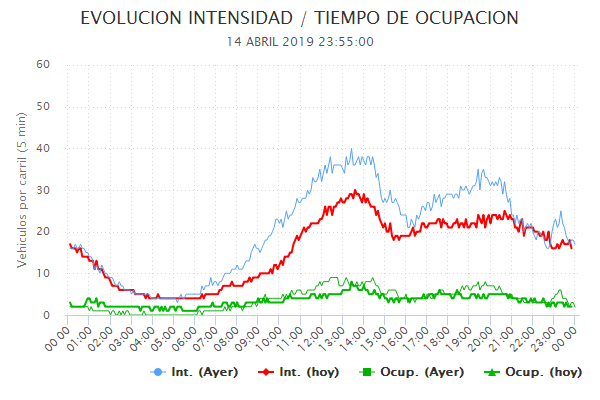 EVOLUCION INTENSIDAD / TIEMPO DE OCUPACION
14 ABRIL 2019 23:55:00
Vehículos por carril (5 min)
60
50
40
30
20
10
0
00:00 01:00 02:00 03:00 04:00 05:00 06:00 07:00 08:00 09:00 10:00 11:00 12:00 13:00 14:00 15:00 16:00 17:00 18:00 19:00 20:00 21:00 22:00 23:00 00:00
Int. (Ayer) Int. (hoy) Ocup. (Ayer) Ocup. (hoy)